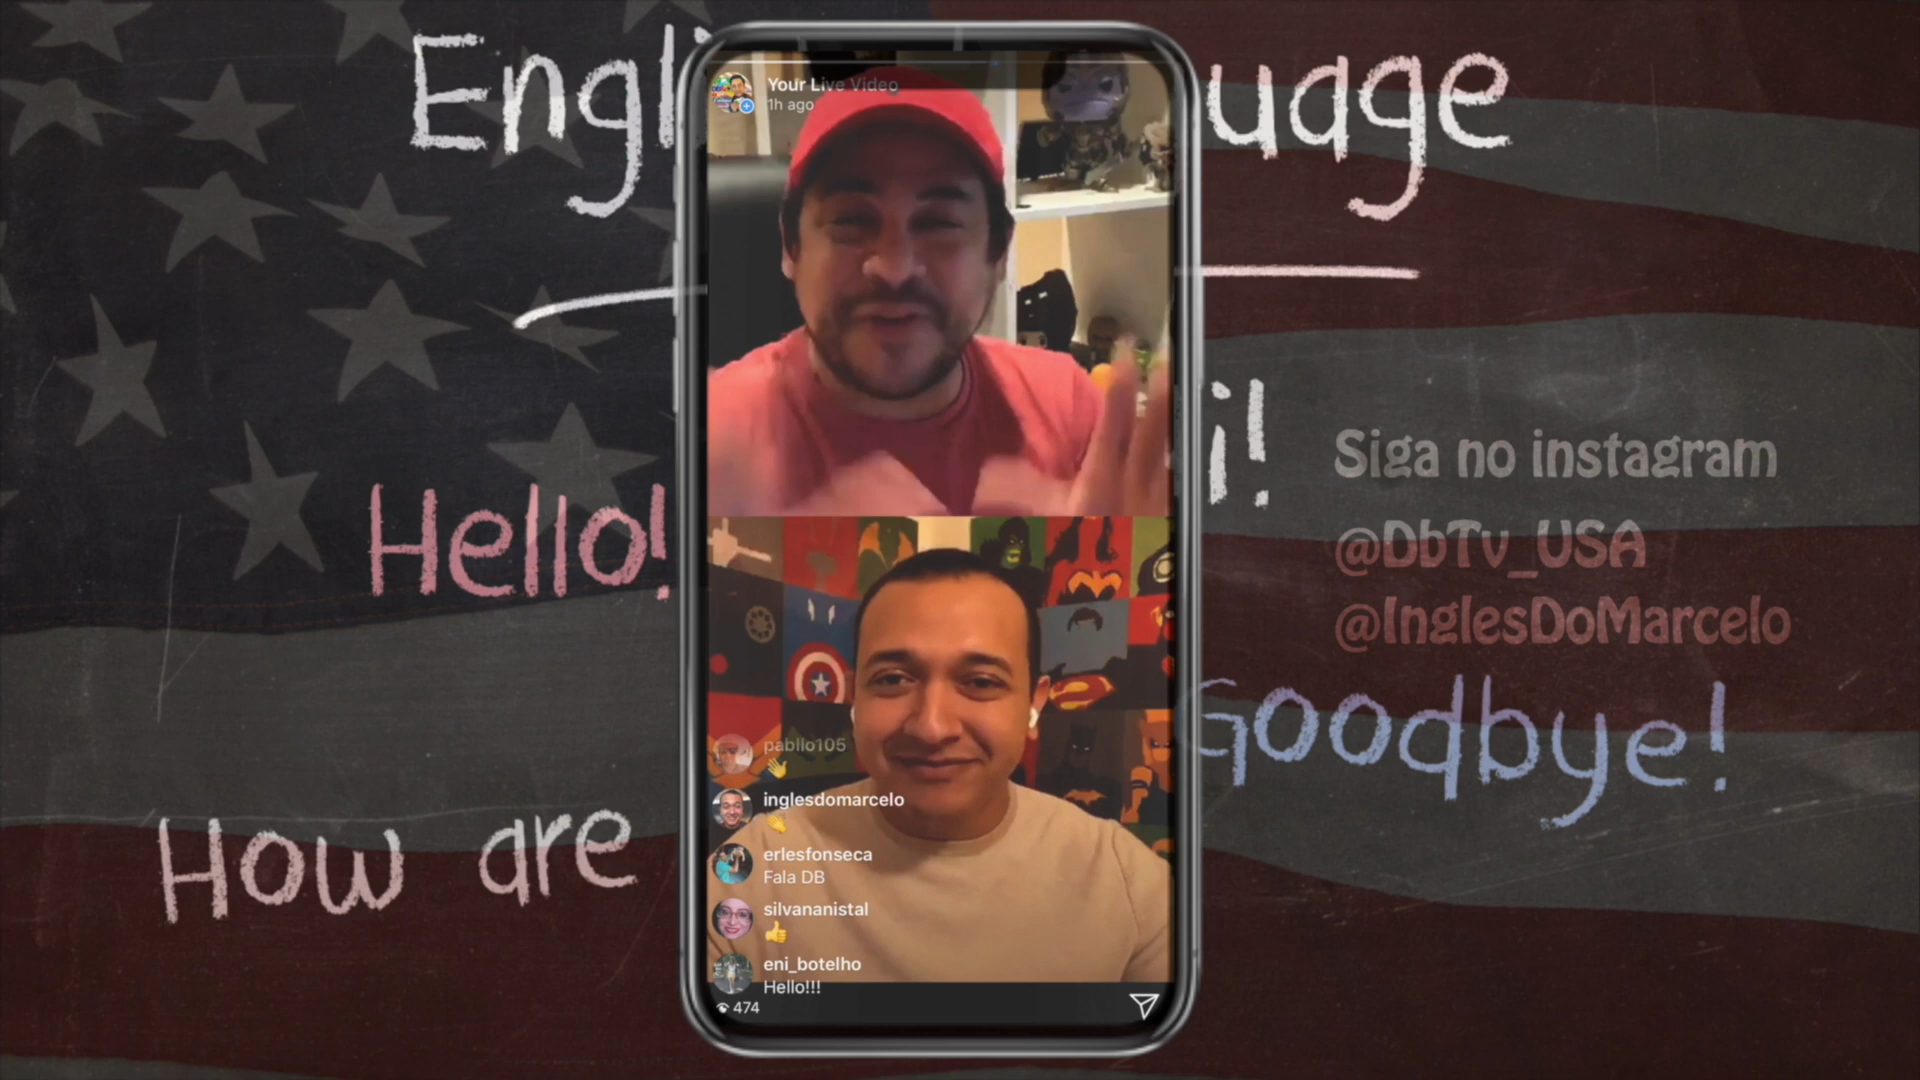 Engli uage
Your Live Video
1h ago
i!
Siga no instagram
Hello!
@DbTv_USA
@InglesDoMarcelo
Goodbye!
pabllo105
inglesdomarcelo
How are
erlesfonseca
Fala DB
silvananistal
eni_botelho
Hello!!!
474